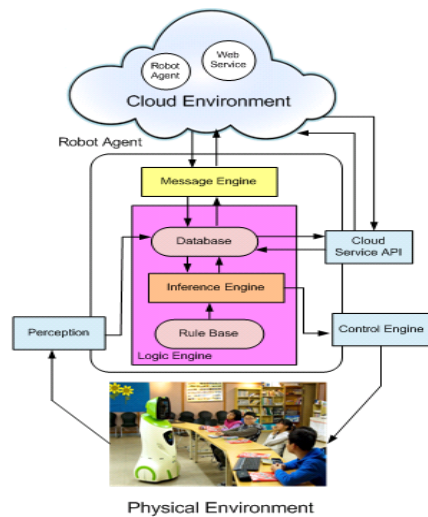 Robot
Agent
Web
Service
Cloud Environment
Robot Agent
Message Engine
Database
Cloud
Service API
Inference Engine
Perception
Rule Base
Control Engine
Logic Engine
Physical Environment